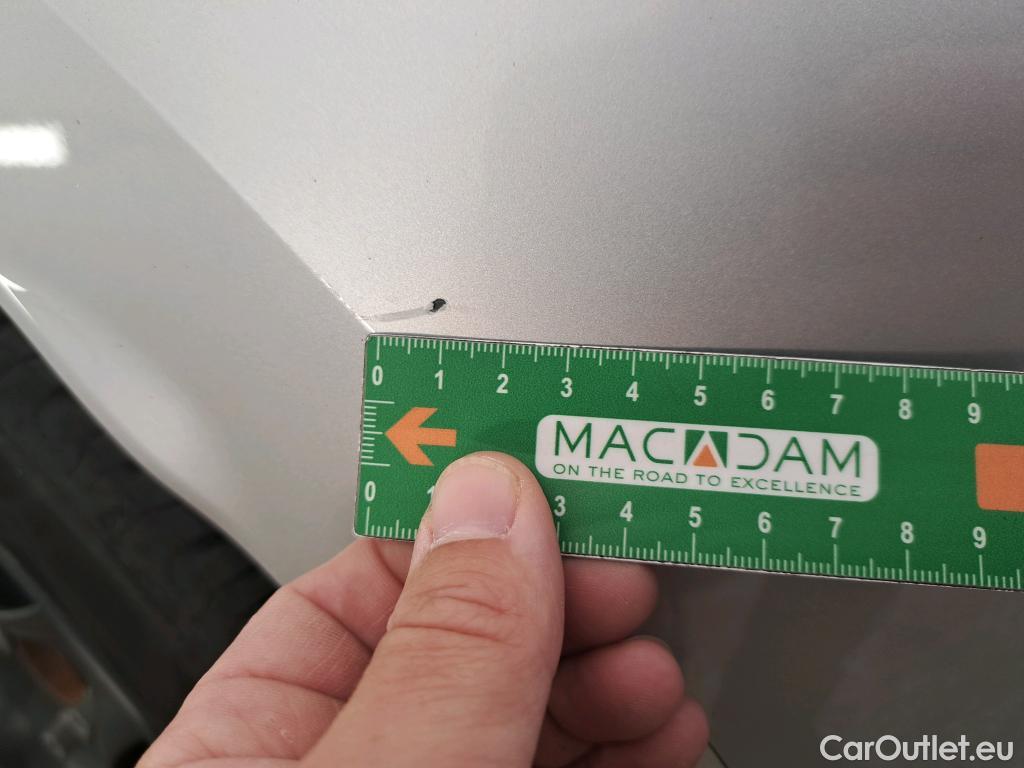 0 1 2 3 4 5 6 7 8 9
MACADAM
ON THE ROAD TO EXCELLENCE
0 1 3 4 5 6 7 8 9
CarOutlet.eu